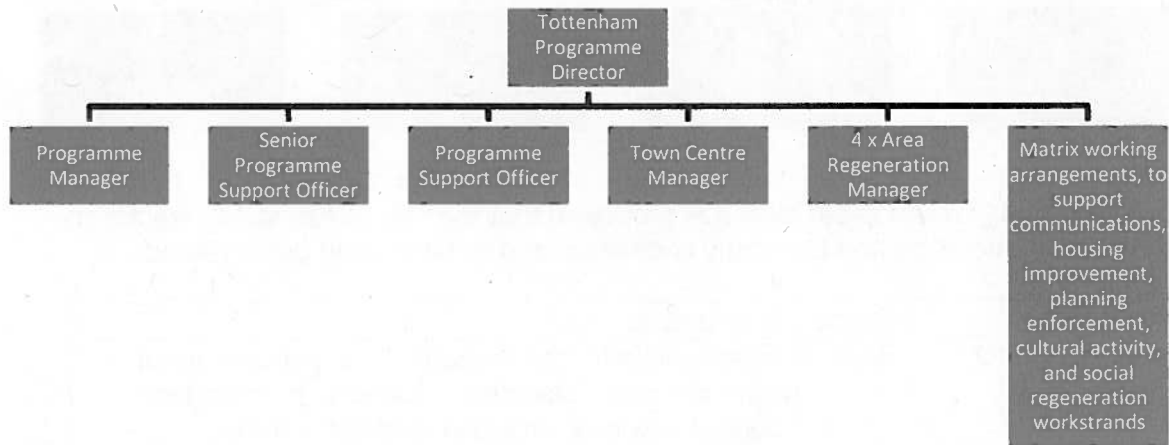 Tottenham
Programme
Director
Programme
Manager
Senior
Programme
Support Officer
Programme
Support Officer
Town Centre
Manager
4 x Area
Regeneration
Manager
Matrix working
arrangements, to
support
communications,
housing
improvement,
planning
enforcement,
cultural activity,
and social
regeneration
workstrands